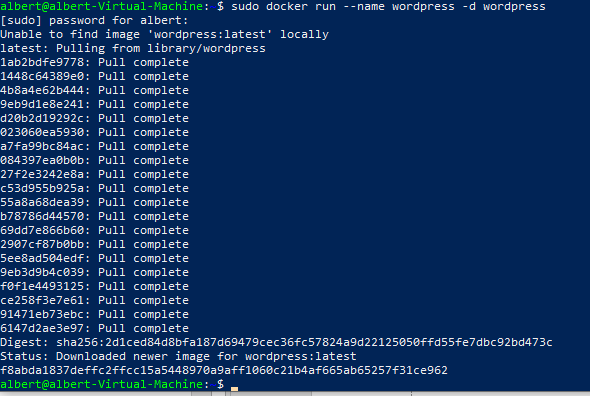 albert@albert-Virtual-Machine: $ sudo docker run --name wordpress -d wordpress
[sudo] password for albert:
Unable to find image 'wordpress:latest' locally
latest: Pulling from library/wordpress
1ab2bdfe9778: Pull complete
1448c64389e0: Pull complete
4b8a4e62b444: Pull complete
9eb9d1e8e241: Pull complete
d20b2d19292c: Pull complete
023060ea5930: Pull complete
a7fa99bc84ac: Pull complete
084397ea0b0b: Pull complete
27f2e3242e8a: Pull complete
c53d955b925a: Pull complete
55a8a68dea39: Pull complete
b78786d44570: Pull complete
69dd7e866b60: Pull complete
2907cf87b0bb: Pull complete
5ee8ad504edf: Pull complete
9eb3d9b4c039: Pull complete
f0f1e4493125: Pull complete
ce258f3e7e61: Pull complete
91471eb73ebc: Pull complete
6147d2ae3e97: Pull complete
Digest: sha256:2d1ced84d8bfa187d69479cec36fc57824a9d22125050ffd55fe7dbc92bd473c
Status: Downloaded newer image for wordpress:latest
f8abda1837deffc2ffcc15a5448970a9aff1060c21b4af665ab65257f31ce962
albert@albert-Virtual-Machine: $